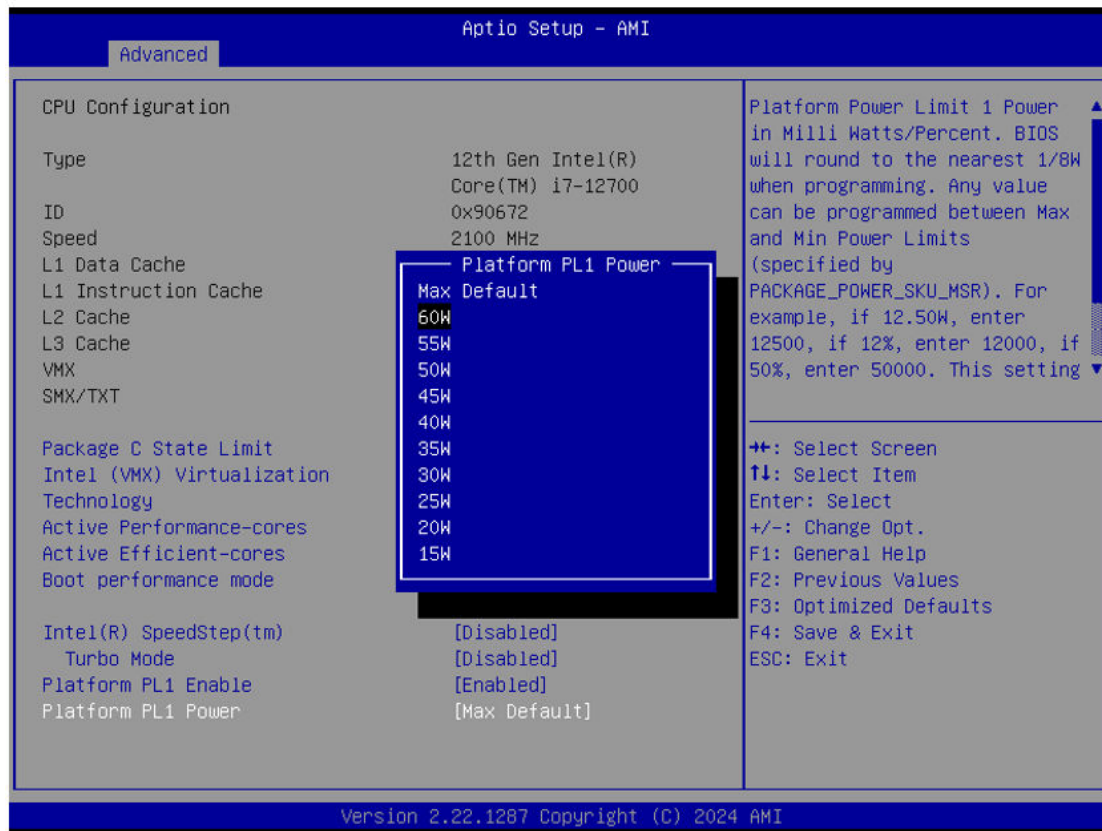 Aptio Setup – AMI
Advanced
CPU Configuration
Type 12th Gen Intel(R)
Core(TM) i7-12700
ID 0x90672
Speed 2100 MHz
L1 Data Cache
L1 Instruction Cache
L2 Cache
L3 Cache
VMX
SMX/TXT
Package C State Limit
Intel (VMX) Virtualization
Technology
Active Performance-cores
Active Efficient-cores
Boot performance mode
Intel(R) SpeedStep(tm) [Disabled]
Turbo Mode [Disabled]
Platform PL1 Enable [Enabled]
Platform PL1 Power [Max Default]
Platform PL1 Power
Max Default
60W
55W
50W
45W
40W
35W
30W
25W
20W
15W
Platform Power Limit 1 Power
in Milli Watts/Percent. BIOS
will round to the nearest 1/8W
when programming. Any value
can be programmed between Max
and Min Power Limits
(specified by
PACKAGE_POWER_SKU_MSR). For
example, if 12.50W, enter
12500, if 12%, enter 12000, if
50%, enter 50000. This setting
→←: Select Screen
↑↓: Select Item
Enter: Select
+/-: Change Opt.
F1: General Help
F2: Previous Values
F3: Optimized Defaults
F4: Save & Exit
ESC: Exit
Version 2.22.1287 Copyright (C) 2024 AMI